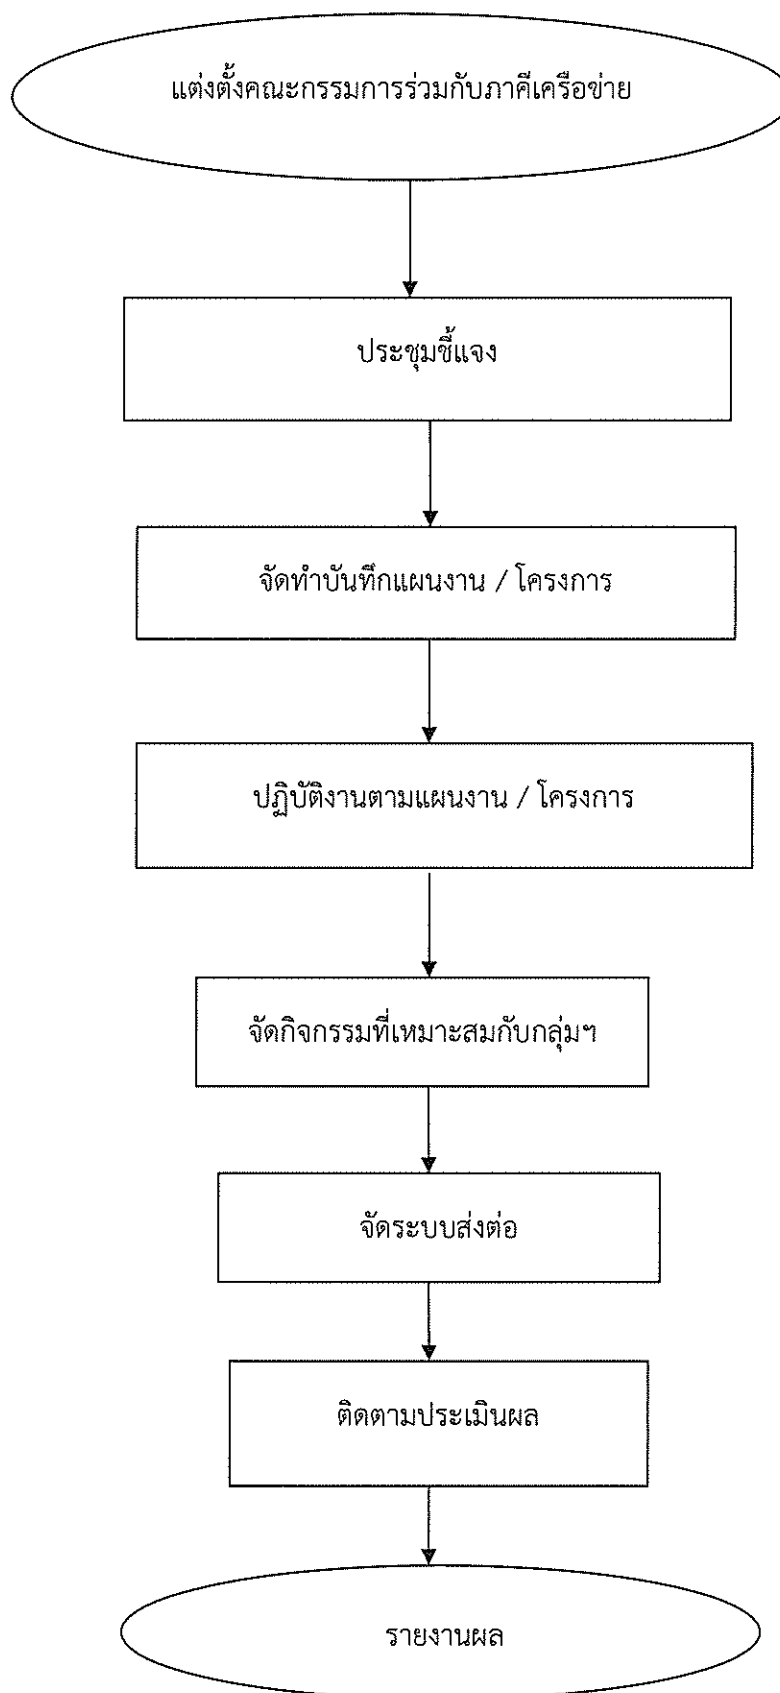 แต่งตั้งคณะกรรมการร่วมกับภาคีเครือข่าย
ประชุมชี้แจง
จัดทำบันทึกแผนงาน / โครงการ
ปฏิบัติงานตามแผนงาน / โครงการ
จัดกิจกรรมที่เหมาะสมกับกลุ่มฯ
จัดระบบส่งต่อ
ติดตามประเมินผล
รายงานผล